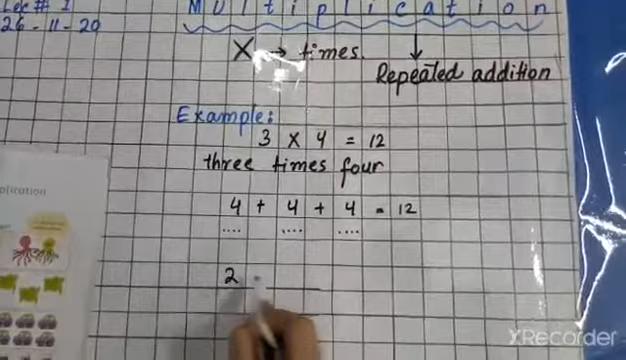 Lec # 1
Multiplication
26-11-20
X → times.
Repeated addition
Example:
3 X 4 = 12
three times four
4 + 4 + 4 = 12
.... .... ....
2
XRecorder